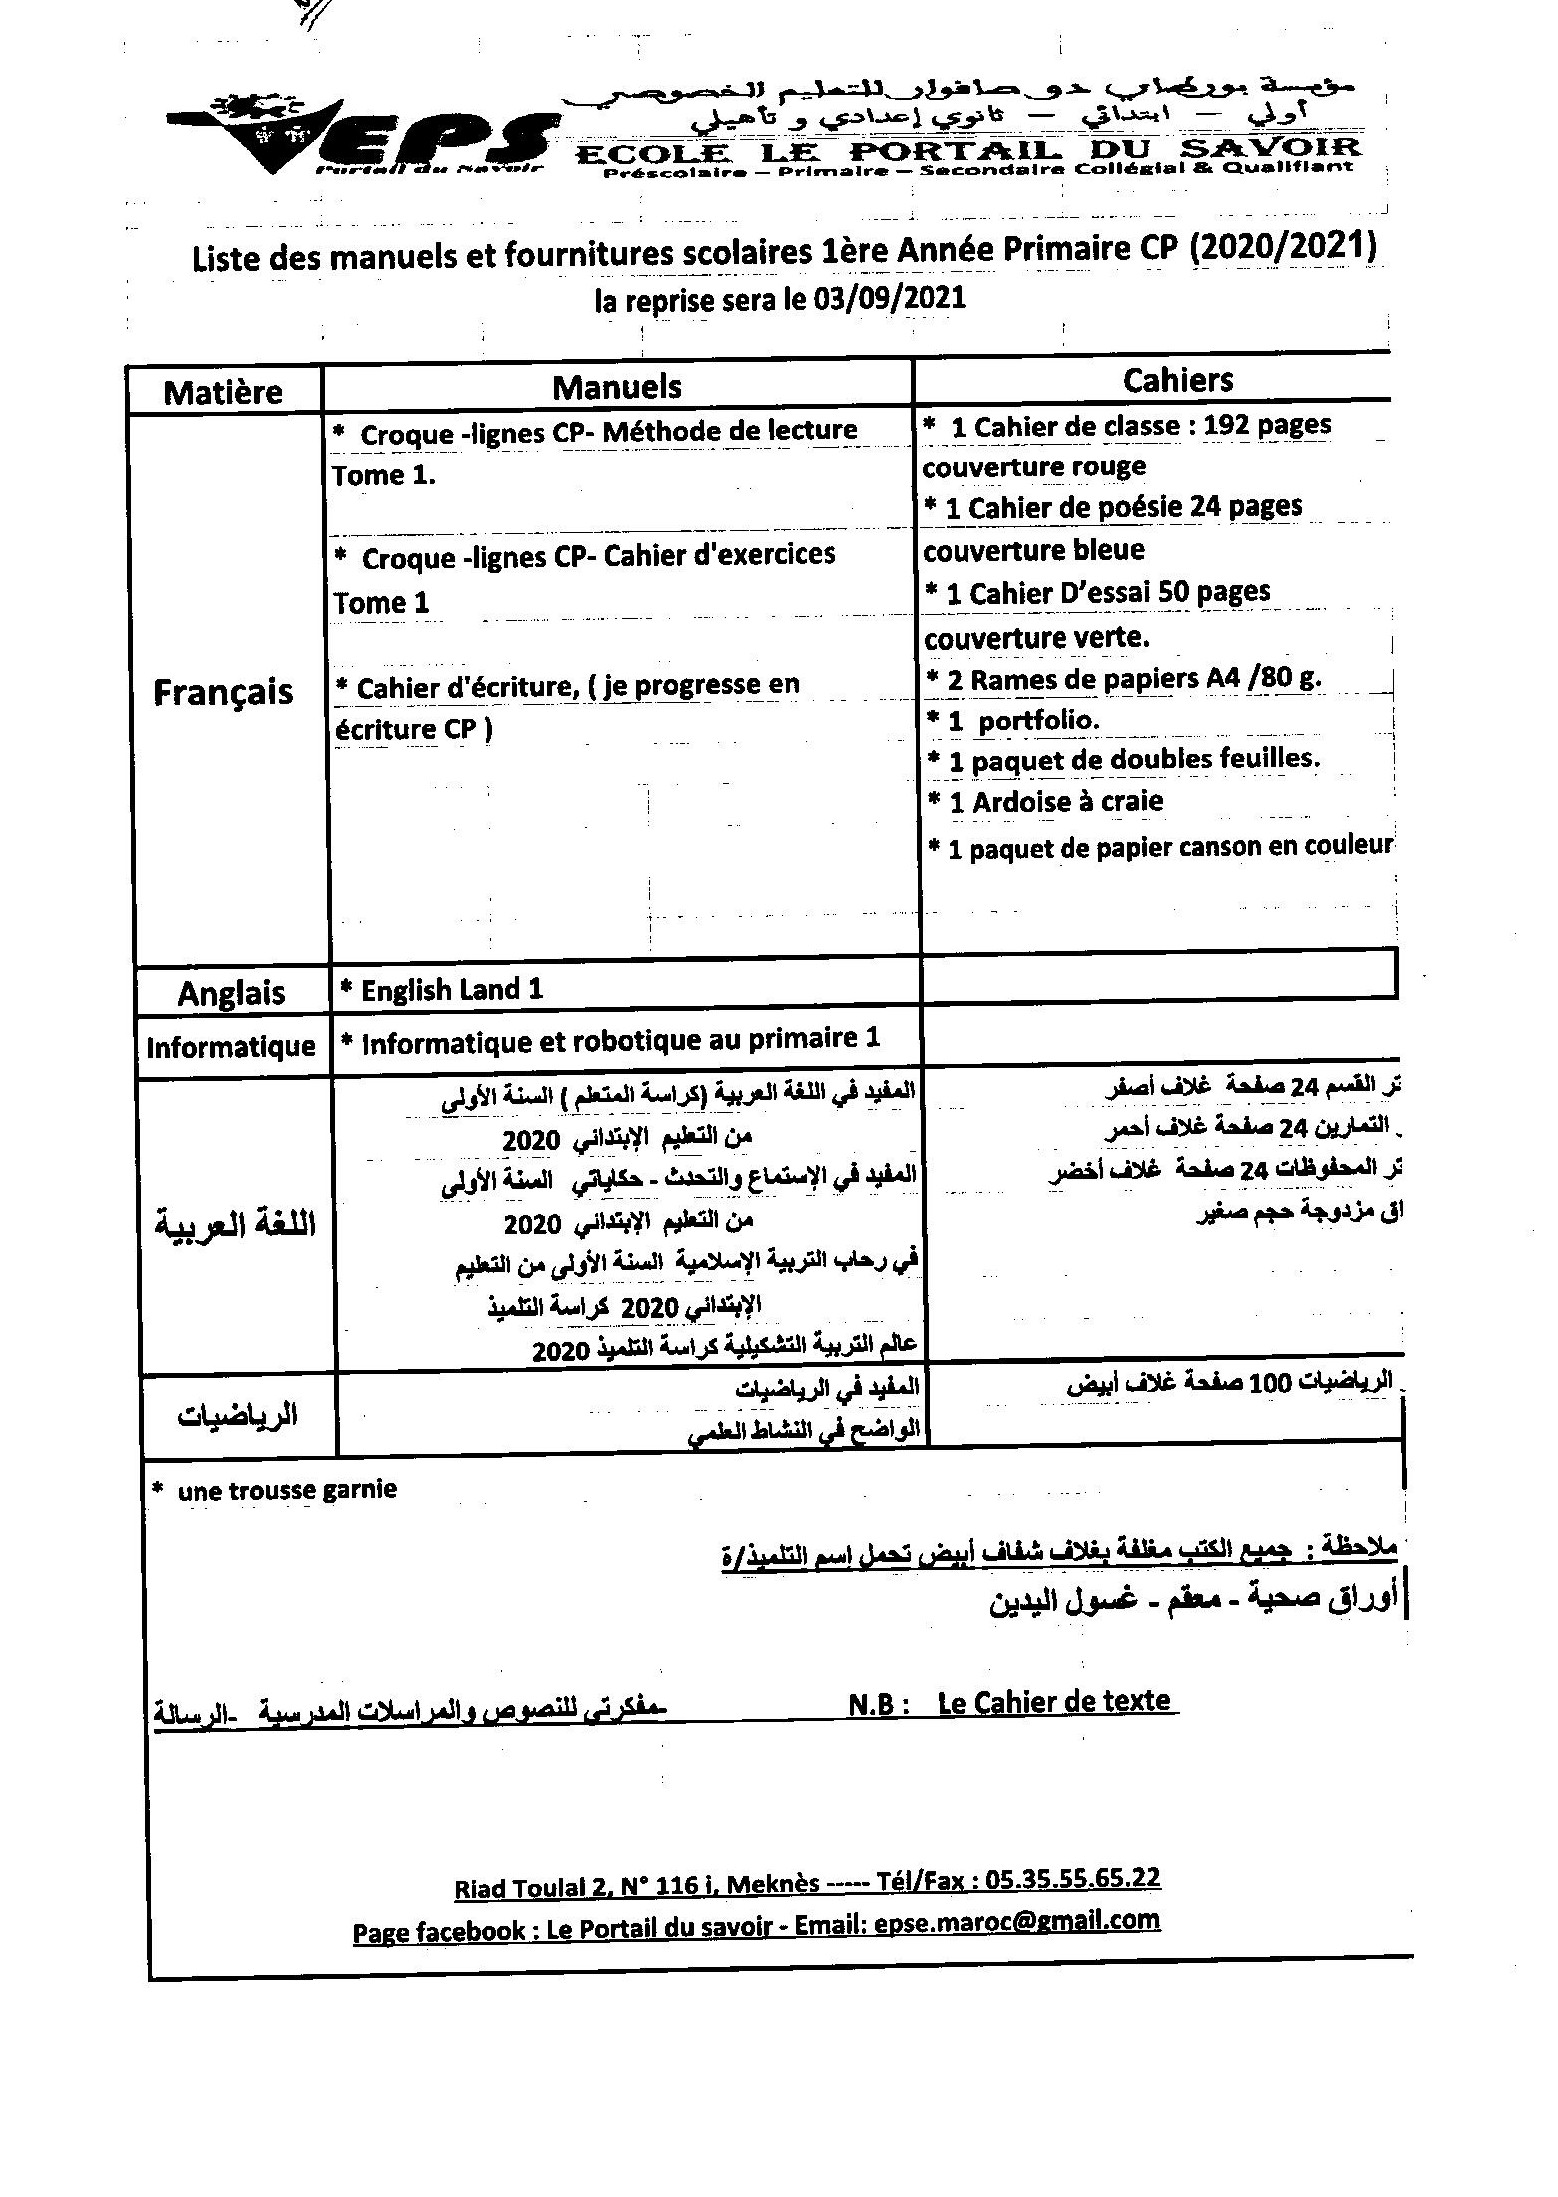 مؤسسة بورطاي دو صافوار للتعليم الخصوصي
أولي – ابتدائي – ثانوي إعدادي و تأهيلي
EPS
Portail du Savoir
ECOLE LE PORTAIL DU SAVOIR
Préscolaire – Primaire – Secondaire Collégial & Qualifiant
Liste des manuels et fournitures scolaires 1ère Année Primaire CP (2020/2021)
la reprise sera le 03/09/2021
Matière
Manuels
Cahiers
Français
* Croque -lignes CP- Méthode de lecture
Tome 1.
* Croque -lignes CP- Cahier d'exercices
Tome 1
* Cahier d'écriture, ( je progresse en
écriture CP )
* 1 Cahier de classe : 192 pages
couverture rouge
* 1 Cahier de poésie 24 pages
couverture bleue
* 1 Cahier D’essai 50 pages
couverture verte.
* 2 Rames de papiers A4 /80 g.
* 1 portfolio.
* 1 paquet de doubles feuilles.
* 1 Ardoise à craie
* 1 paquet de papier canson en couleur
Anglais
* English Land 1
Informatique
* Informatique et robotique au primaire 1
اللغة العربية
المفيد في اللغة العربية (كراسة المتعلم ) السنة الأولى
من التعليم الإبتدائي 2020
المفيد في الإستماع والتحدث - حكاياتي السنة الأولى
من التعليم الإبتدائي 2020
في رحاب التربية الإسلامية السنة الأولى من التعليم
الإبتدائي 2020 كراسة التلميذ
عالم التربية التشكيلية كراسة التلميذ 2020
تر القسم 24 صفحة غلاف أصفر
التمارين 24 صفحة غلاف أحمر
تر المحفوظات 24 صفحة غلاف أخضر
اق مزدوجة حجم صغير
الرياضيات
المفيد في الرياضيات
الواضح في النشاط العلمي
الرياضيات 100 صفحة غلاف أبيض
* une trousse garnie
ملاحظة : جميع الكتب مغلفة بغلاف شفاف أبيض تحمل اسم التلميذ/ة
أوراق صحية - معقم - غسول اليدين
N.B : Le Cahier de texte
-مفكرتي للنصوص والمراسلات المدرسية -الرسالة
Riad Toulal 2, N° 116 i, Meknès ----- Tél/Fax : 05.35.55.65.22
Page facebook : Le Portail du savoir - Email: epse.maroc@gmail.com